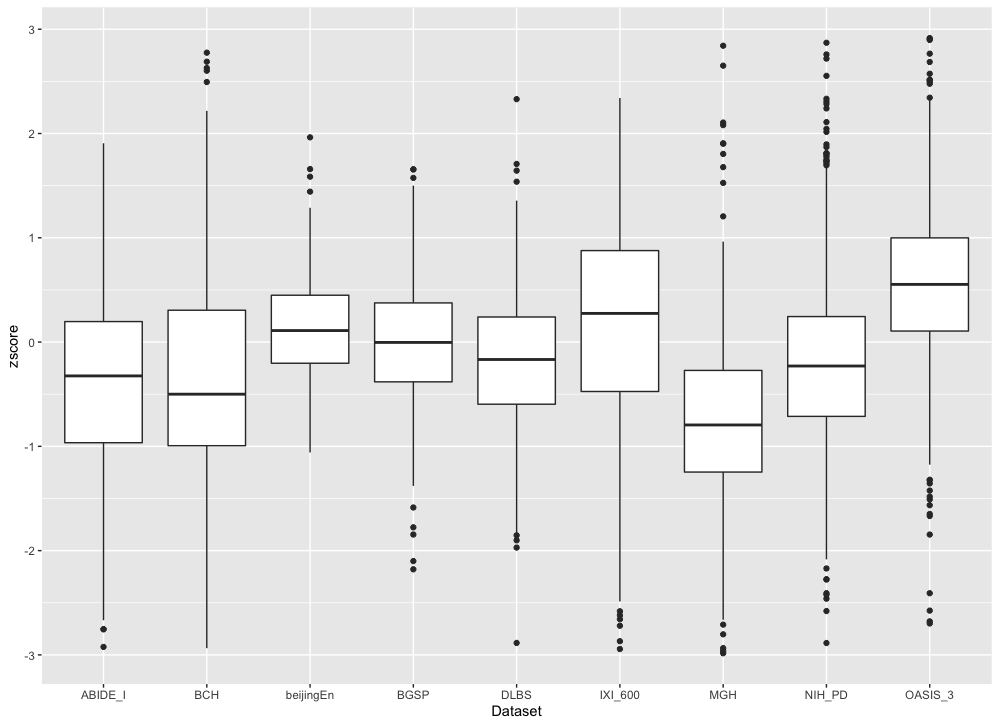 zscore
3
2
1
0
-1
-2
-3
ABIDE_I BCH beijingEn BGSP DLBS IXI_600 MGH NIH_PD OASIS_3
Dataset